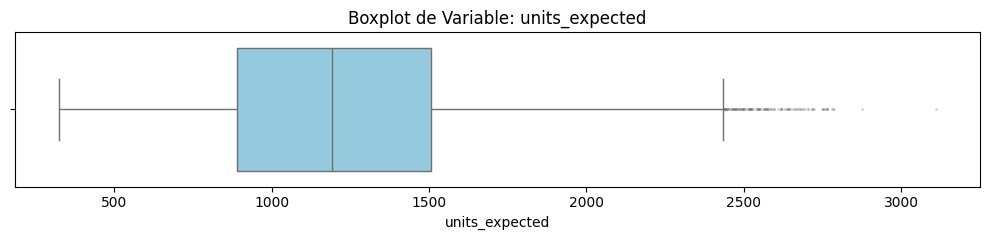 Boxplot de Variable: units_expected
500 1000 1500 2000 2500 3000
units_expected